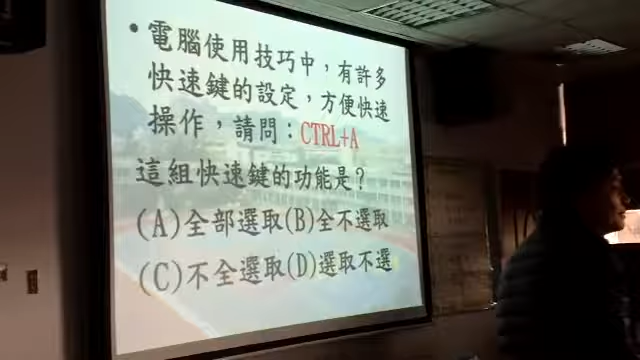 •電腦使用技巧中，有許多
快速鍵的設定，方便快速
操作，請問：CTRL+A
這組快速鍵的功能是？
(A)全部選取(B)全不選取
(C)不全選取(D)選取不選